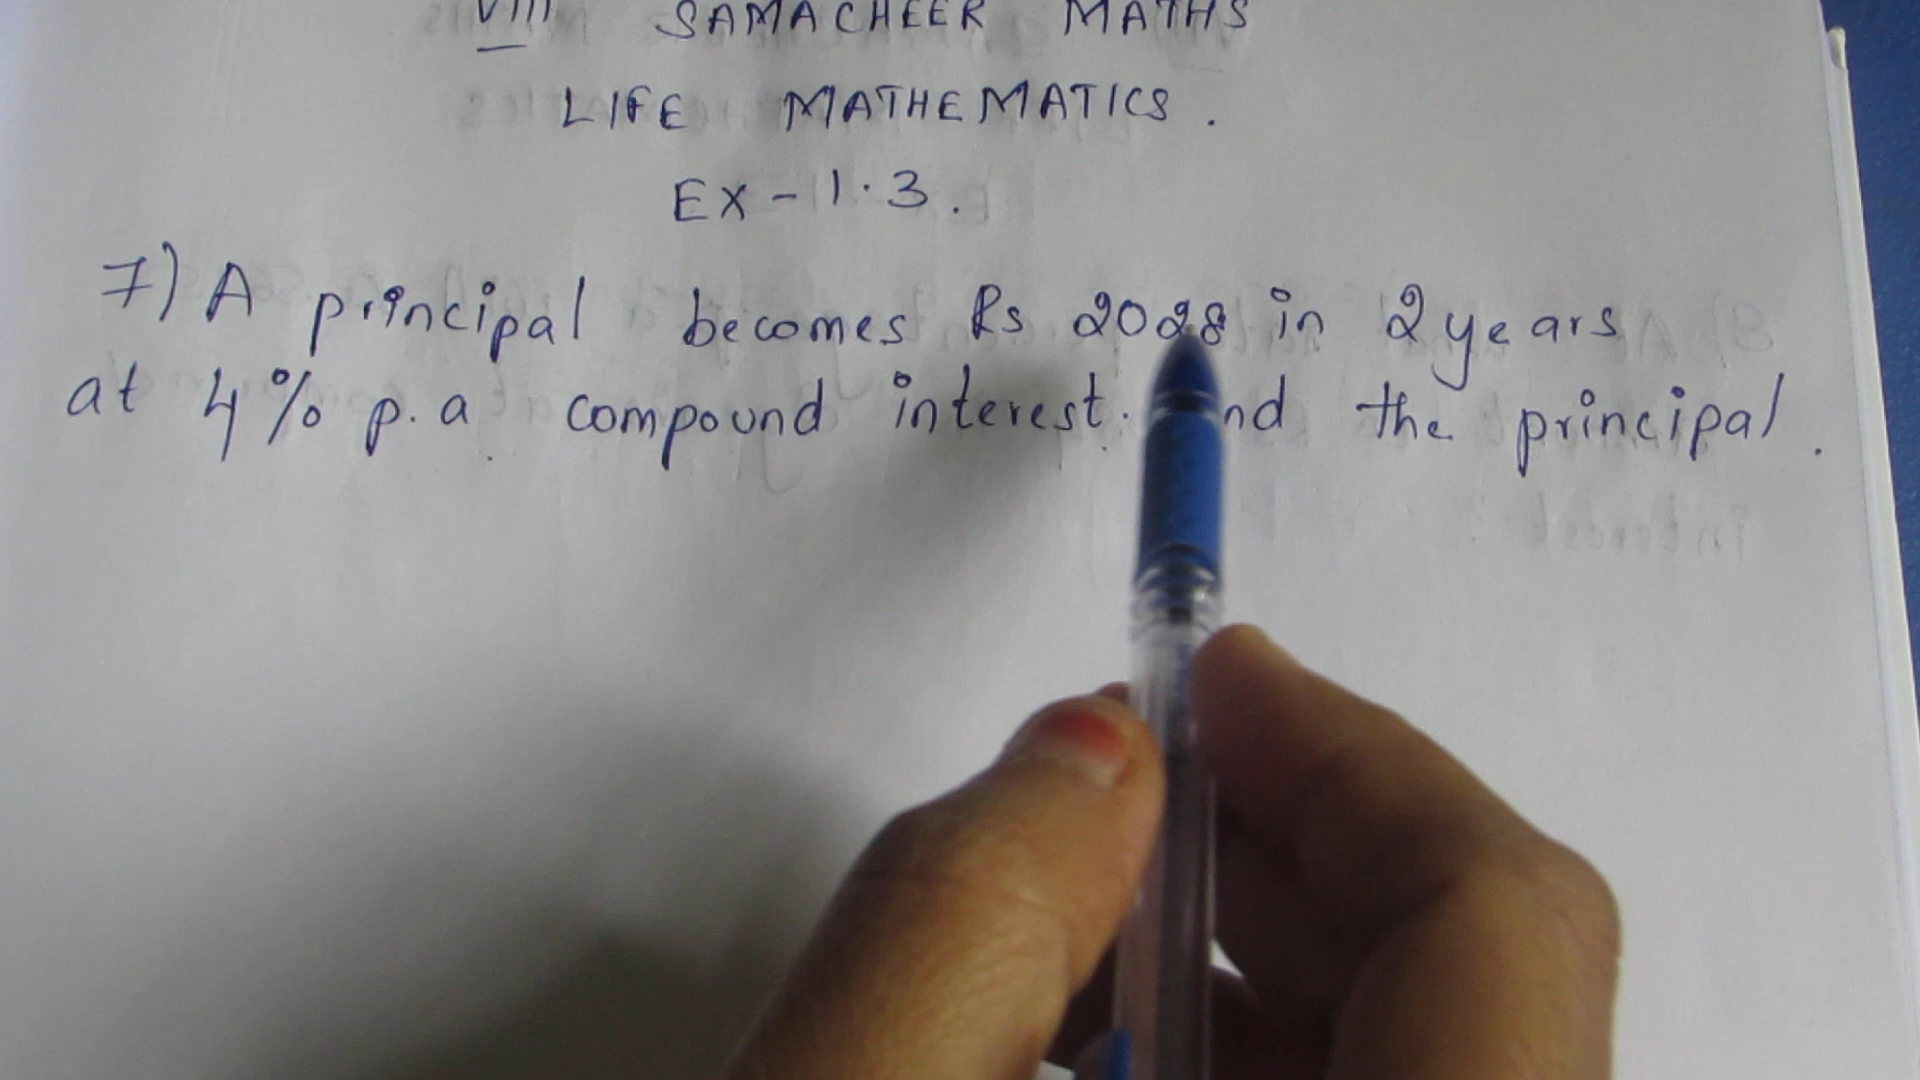 VIII SAMACHEER MATHS
LIFE MATHEMATICS.
EX-1.3.
7) A principal becomes Rs 2028 in 2 years
at 4% p.a compound interest. the principal.